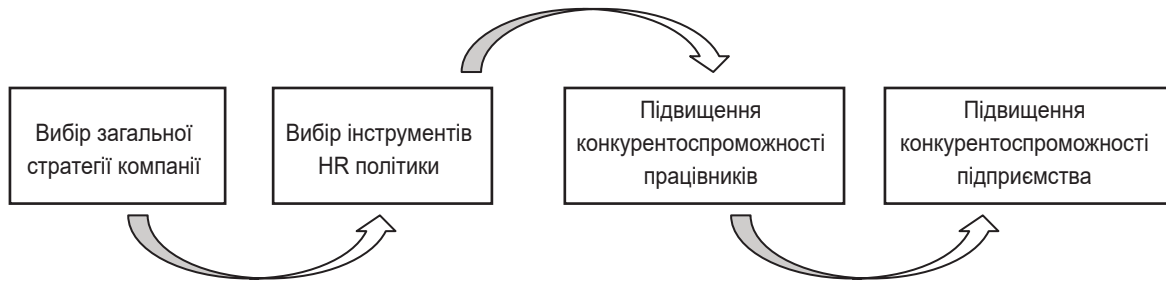 Вибір загальної
стратегії компанії
Вибір інструментів
HR політики
Підвищення
конкурентоспроможності
працівників
Підвищення
конкурентоспроможності
підприємства